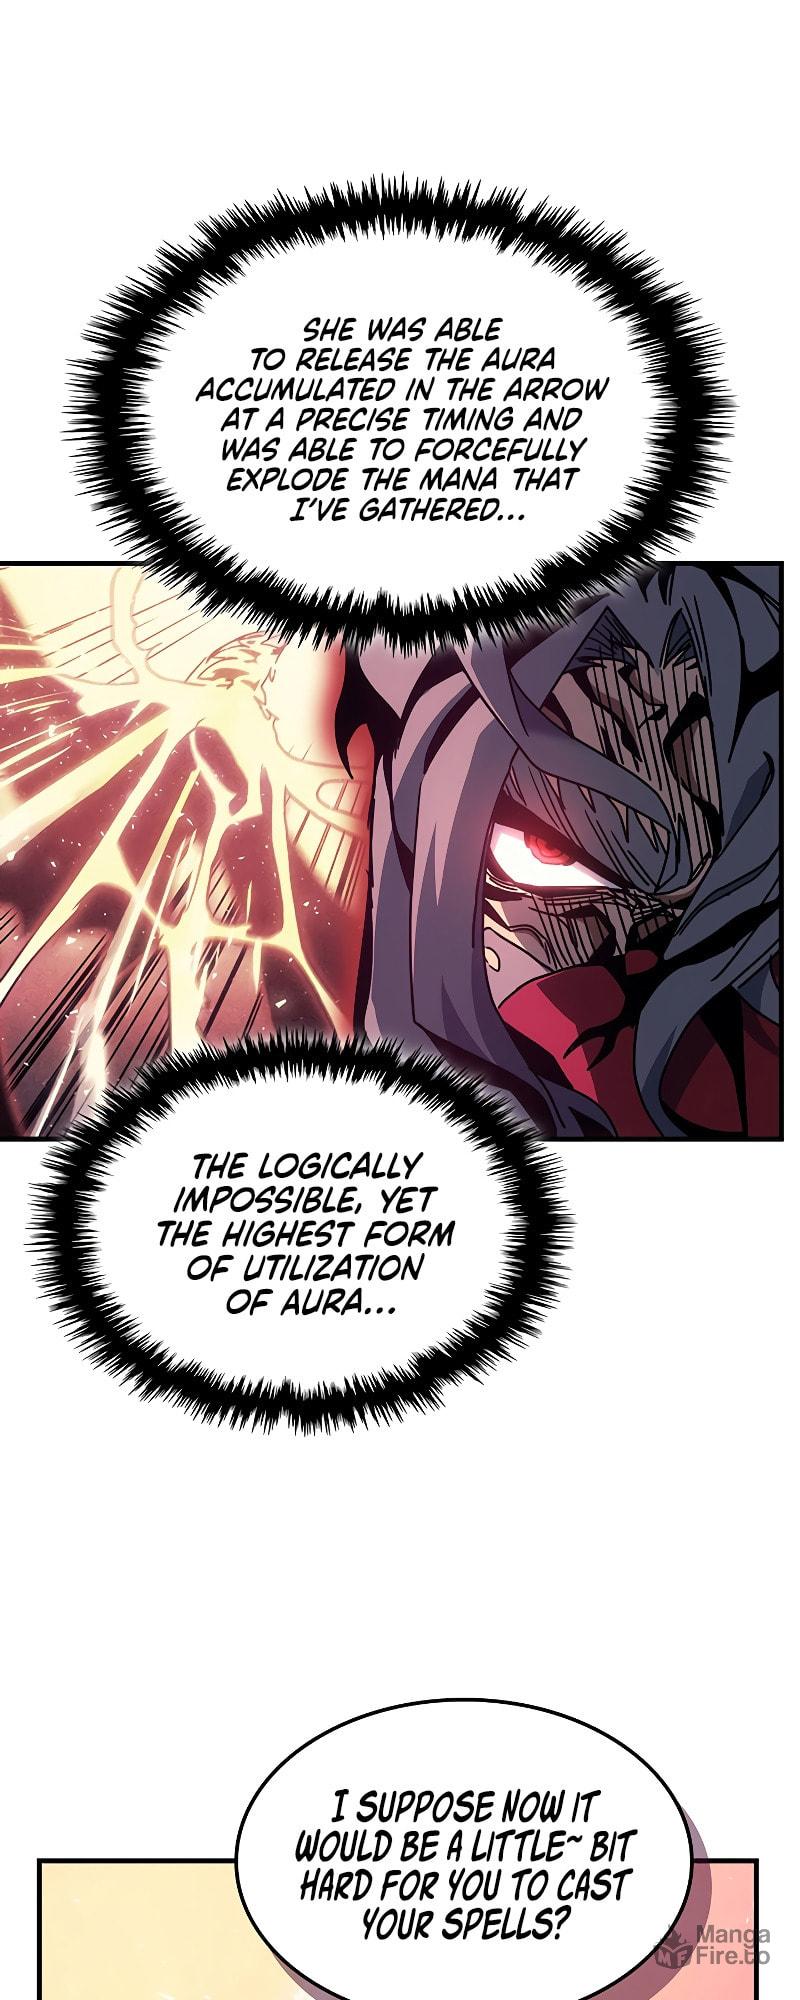 SHE WAS ABLE
TO RELEASE THE AURA
ACCUMULATED IN THE ARROW
AT A PRECISE TIMING AND
WAS ABLE TO FORCEFULLY
EXPLODE THE MANA THAT
I'VE GATHERED...
THE LOGICALLY
IMPOSSIBLE, YET
THE HIGHEST FORM
OF UTILIZATION
OF AURA...
I SUPPOSE NOW IT
WOULD BE A LITTLE~ BIT
HARD FOR YOU TO CAST
YOUR SPELLS?
MF
Manga
Fire.to